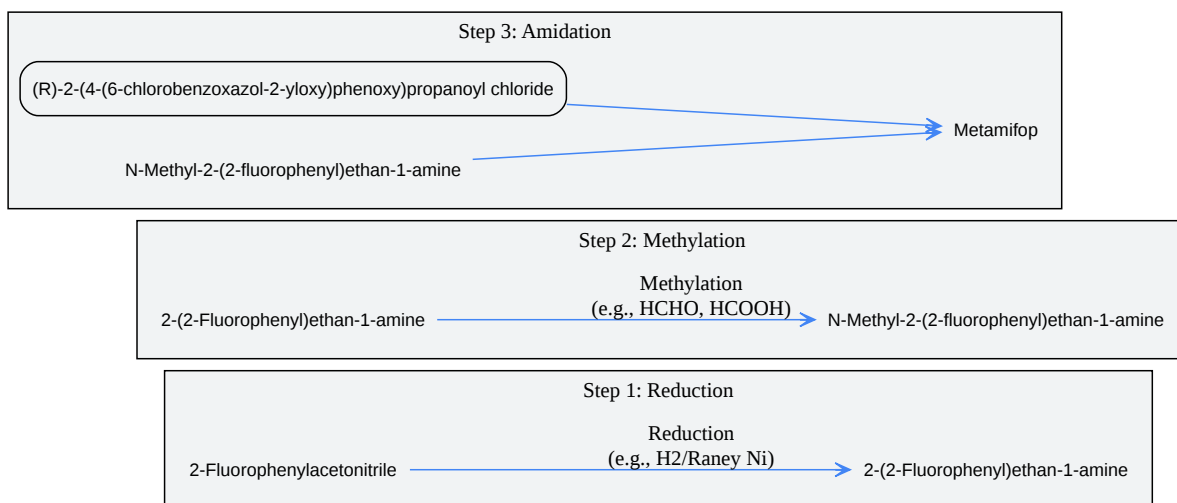 Step 3: Amidation
(R)-2-(4-(6-chlorobenzoxazol-2-yloxy)phenoxy)propanoyl chloride
Metamifop
N-Methyl-2-(2-fluorophenyl)ethan-1-amine
Step 2: Methylation
Methylation
(e.g., HCHO, HCOOH)
2-(2-Fluorophenyl)ethan-1-amine
N-Methyl-2-(2-fluorophenyl)ethan-1-amine
Step 1: Reduction
Reduction
(e.g., H2/Raney Ni)
2-Fluorophenylacetonitrile
2-(2-Fluorophenyl)ethan-1-amine